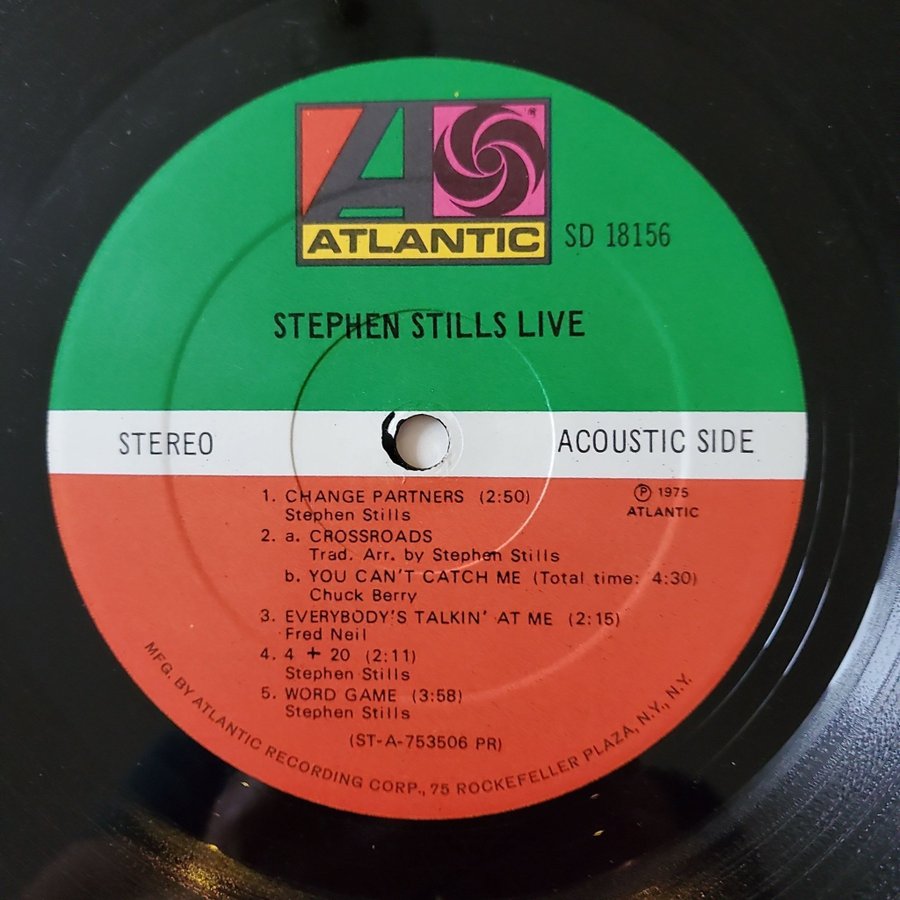 ATLANTIC
SD 18156
STEPHEN STILLS LIVE
STEREO
ACOUSTIC SIDE
1. CHANGE PARTNERS (2:50)
Stephen Stills
℗ 1975
ATLANTIC
2. a. CROSSROADS
Trad. Arr. by Stephen Stills
b. YOU CAN'T CATCH ME (Total time: 4:30)
Chuck Berry
3. EVERYBODY'S TALKIN' AT ME (2:15)
Fred Neil
4. 4 + 20 (2:11)
Stephen Stills
5. WORD GAME (3:58)
Stephen Stills
(ST-A-753506 PR)
MFG. BY ATLANTIC RECORDING CORP., 75 ROCKEFELLER PLAZA, N.Y., N.Y.